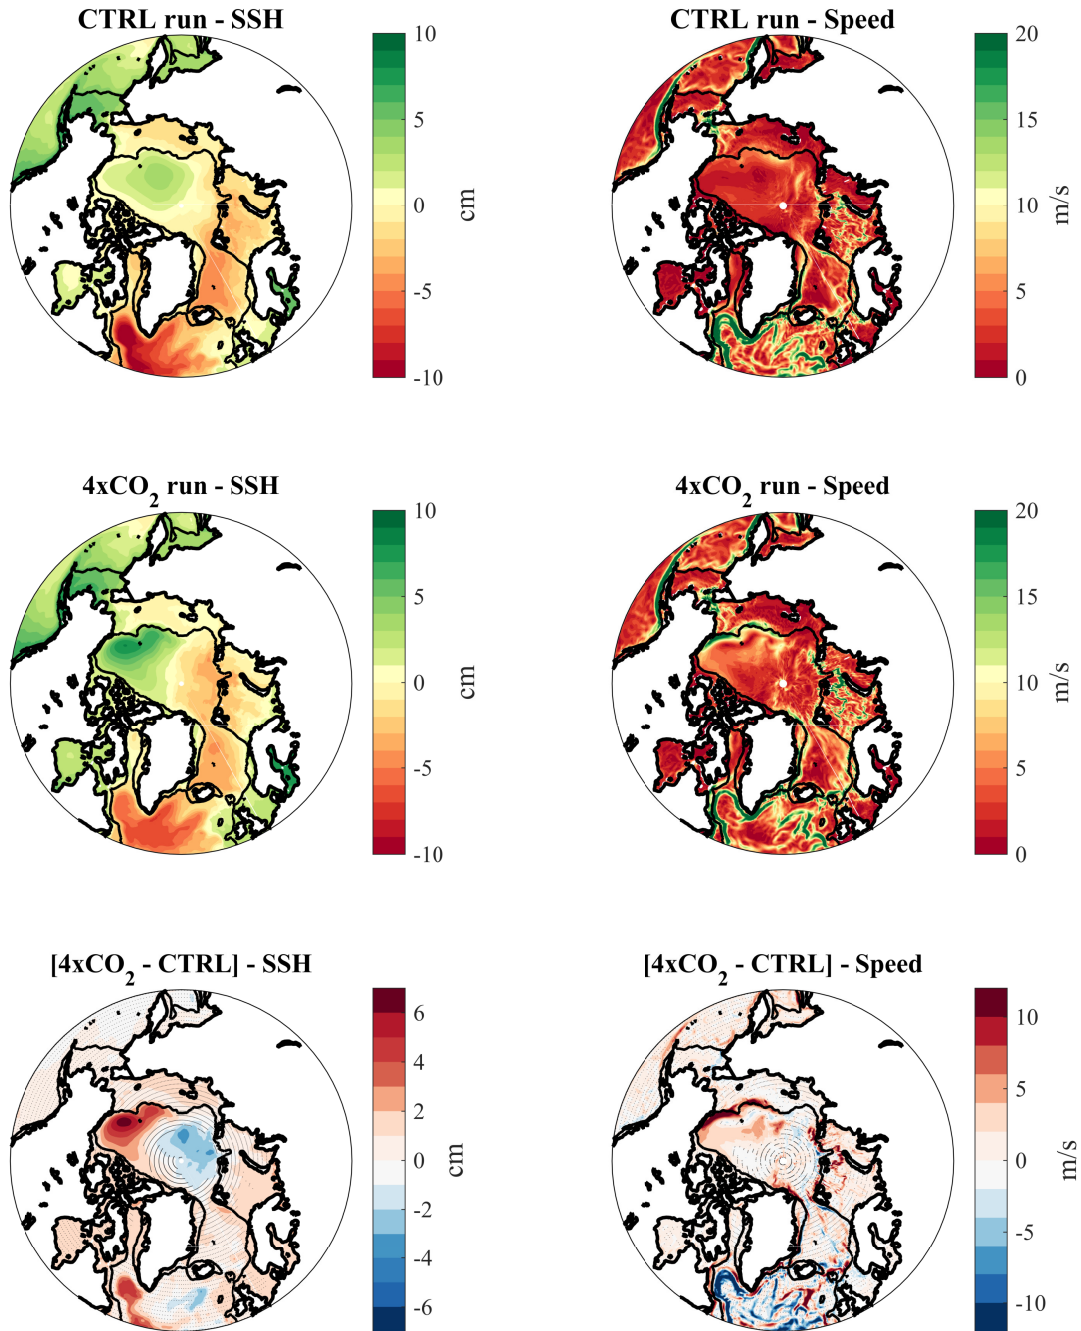 CTRL run - SSH
10
5
0
-5
-10
cm
CTRL run - Speed
20
15
10
5
0
m/s
4xCO2 run - SSH
10
5
0
-5
-10
cm
4xCO2 run - Speed
20
15
10
5
0
m/s
[4xCO2 - CTRL] - SSH
6
4
2
0
-2
-4
-6
cm
[4xCO2 - CTRL] - Speed
10
5
0
-5
-10
m/s